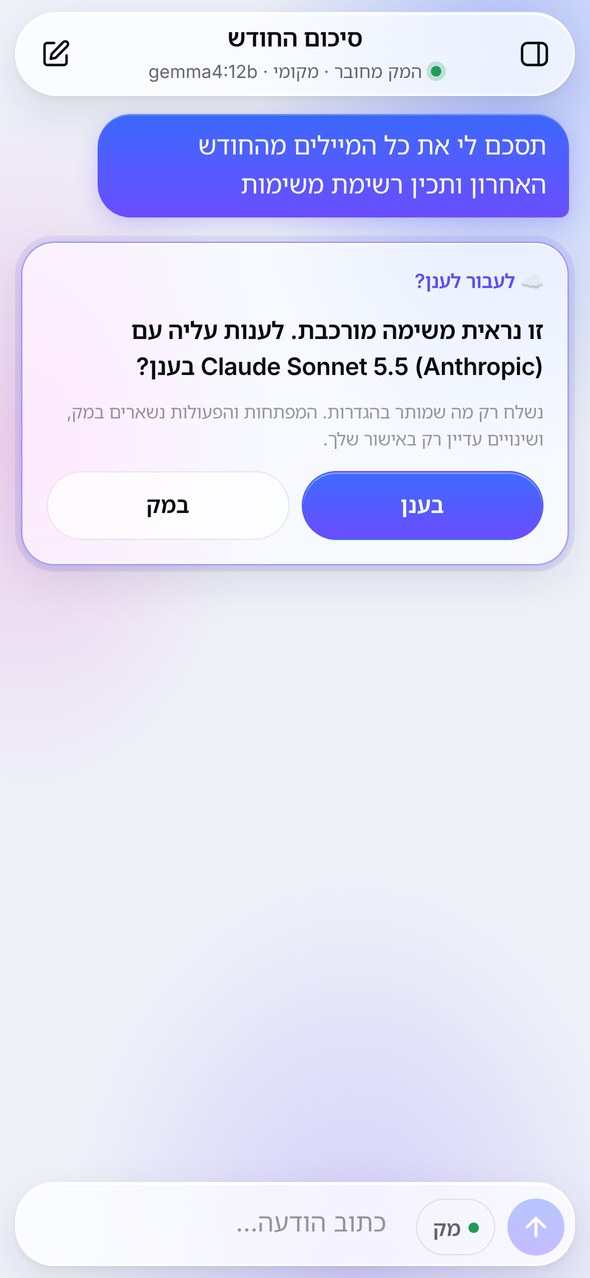 סיכום החודש
המק מחובר · מקומי · gemma4:12b
תסכם לי את כל המיילים מהחודש
האחרון ותכין רשימת משימות
☁️ לעבור לענן?
זו נראית משימה מורכבת. לענות עליה עם
Claude Sonnet 5.5 (Anthropic) בענן?
נשלח רק מה שמותר בהגדרות. המפתחות והפעולות נשארים במק,
ושינויים עדיין רק באישור שלך.
בענן
במק
מק
כתוב הודעה...